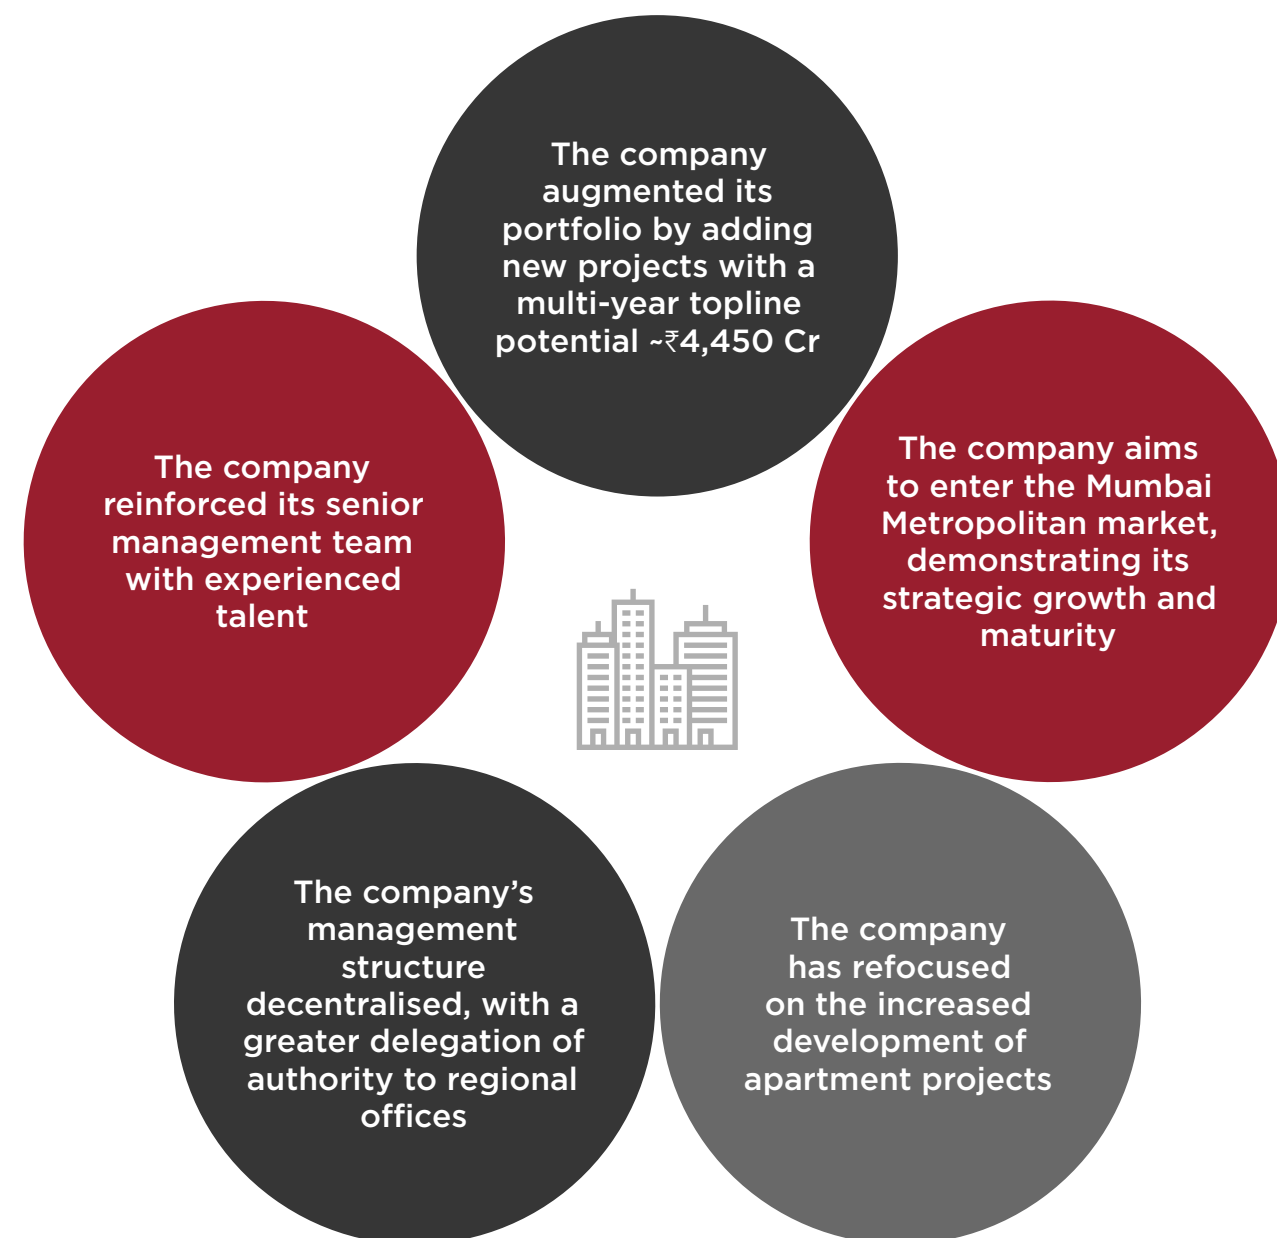 The company
augmented its
portfolio by adding
new projects with a
multi-year topline
potential ~₹4,450 Cr
The company aims
to enter the Mumbai
Metropolitan market,
demonstrating its
strategic growth and
maturity
The company
reinforced its senior
management team
with experienced
talent
The company’s
management
structure
decentralised, with a
greater delegation of
authority to regional
offices
The company
has refocused
on the increased
development of
apartment projects